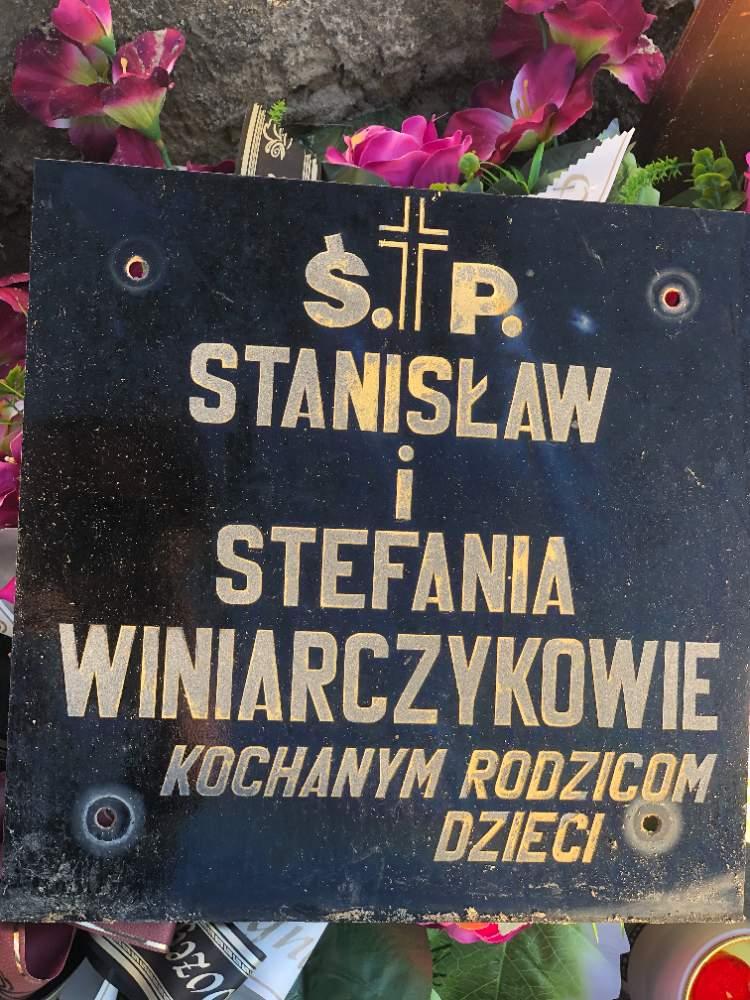 Ś. P.
STANISŁAW
i
STEFANIA
WINIARCZYKOWIE
KOCHANYM RODZICOM
DZIECI